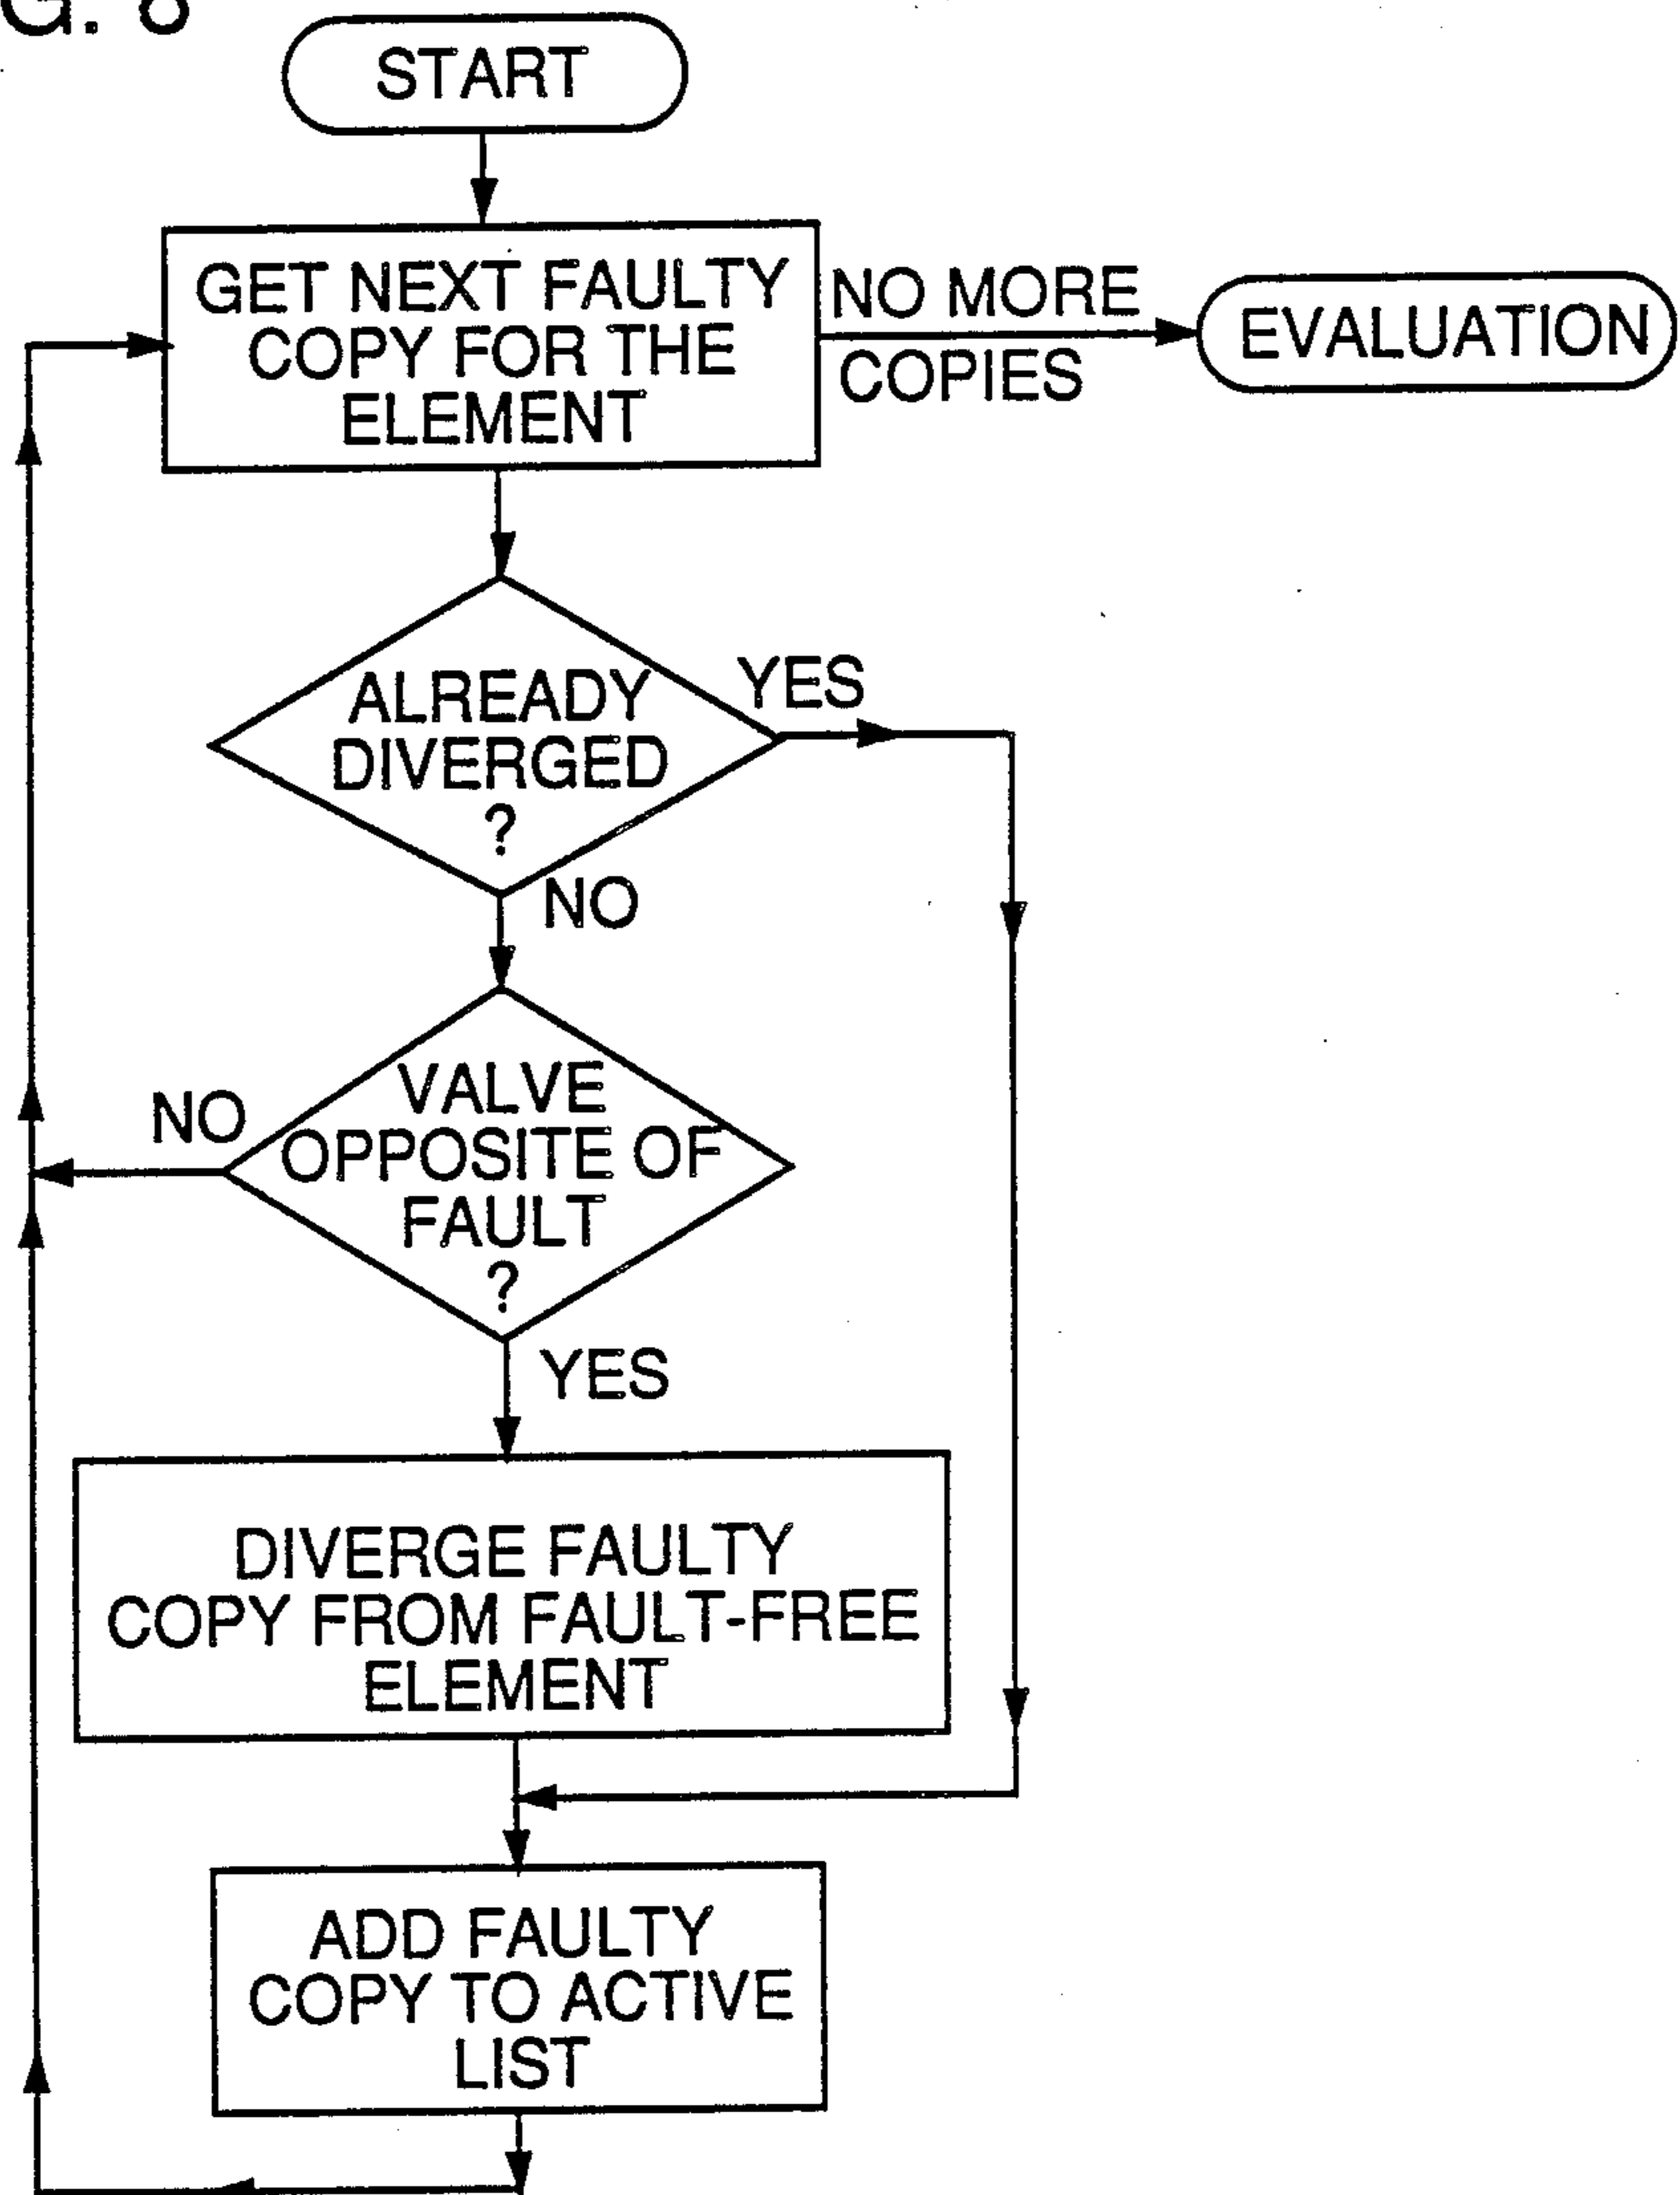 G. 8
START
GET NEXT FAULTY
COPY FOR THE
ELEMENT
NO MORE
COPIES
EVALUATION
ALREADY
DIVERGED
?
YES
NO
VALVE
OPPOSITE OF
FAULT
?
NO
YES
DIVERGE FAULTY
COPY FROM FAULT-FREE
ELEMENT
ADD FAULTY
COPY TO ACTIVE
LIST